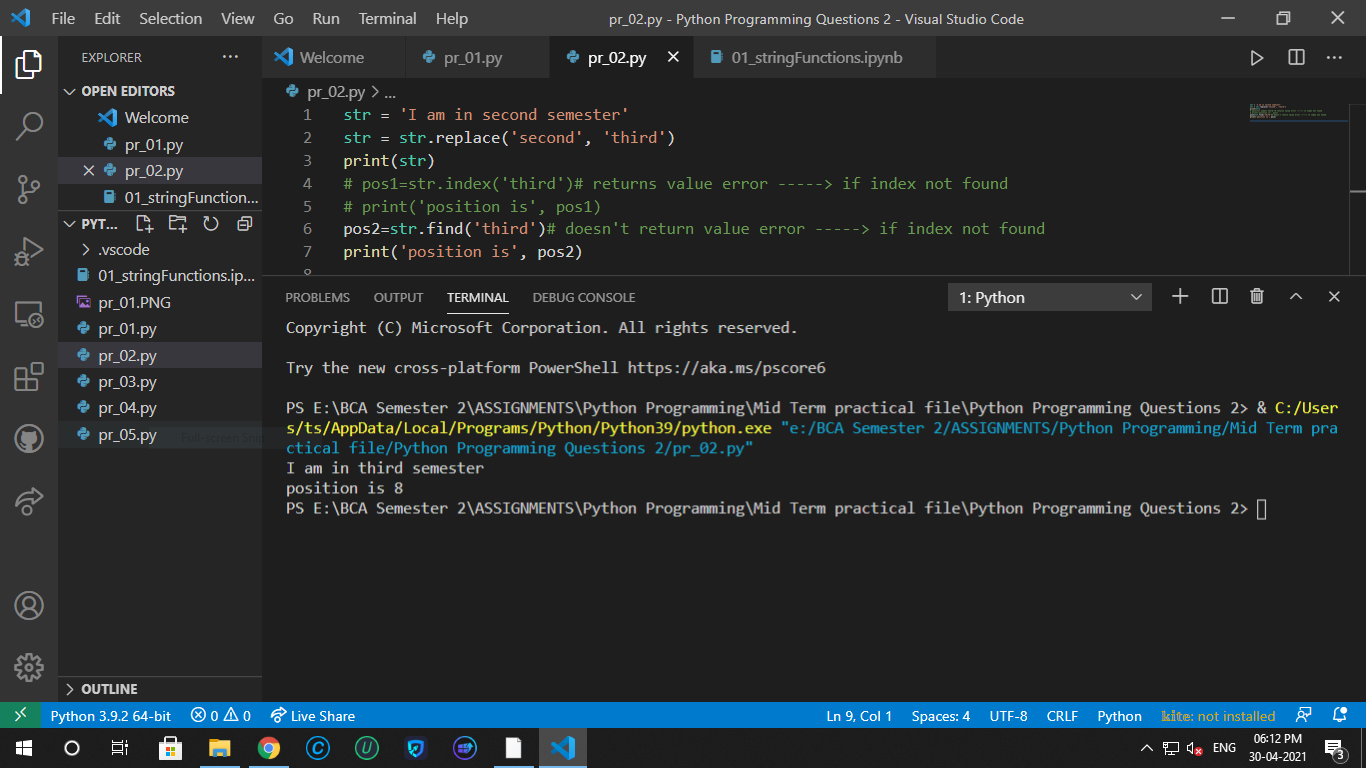 File Edit Selection View Go Run Terminal Help pr_02.py - Python Programming Questions 2 - Visual Studio Code
EXPLORER
Welcome pr_01.py pr_02.py 01_stringFunctions.ipynb
OPEN EDITORS
Welcome
pr_01.py
pr_02.py
01_stringFunction...
PYT...
.vscode
01_stringFunctions.ip...
pr_01.PNG
pr_01.py
pr_02.py
pr_03.py
pr_04.py
pr_05.py
OUTLINE
pr_02.py > ...
1 str = 'I am in second semester'
2 str = str.replace('second', 'third')
3 print(str)
4 # pos1=str.index('third')# returns value error -----> if index not found
5 # print('position is', pos1)
6 pos2=str.find('third')# doesn't return value error -----> if index not found
7 print('position is', pos2)
8
PROBLEMS OUTPUT TERMINAL DEBUG CONSOLE 1: Python
Copyright (C) Microsoft Corporation. All rights reserved.
Try the new cross-platform PowerShell https://aka.ms/pscore6
PS E:\BCA Semester 2\ASSIGNMENTS\Python Programming\Mid Term practical file\Python Programming Questions 2> & C:/User
s/ts/AppData/Local/Programs/Python/Python39/python.exe "e:/BCA Semester 2/ASSIGNMENTS/Python Programming/Mid Term pra
ctical file/Python Programming Questions 2/pr_02.py"
I am in third semester
position is 8
PS E:\BCA Semester 2\ASSIGNMENTS\Python Programming\Mid Term practical file\Python Programming Questions 2>
Python 3.9.2 64-bit 0 0 Live Share Ln 9, Col 1 Spaces: 4 UTF-8 CRLF Python kite: not installed
ENG 06:12 PM 3
30-04-2021